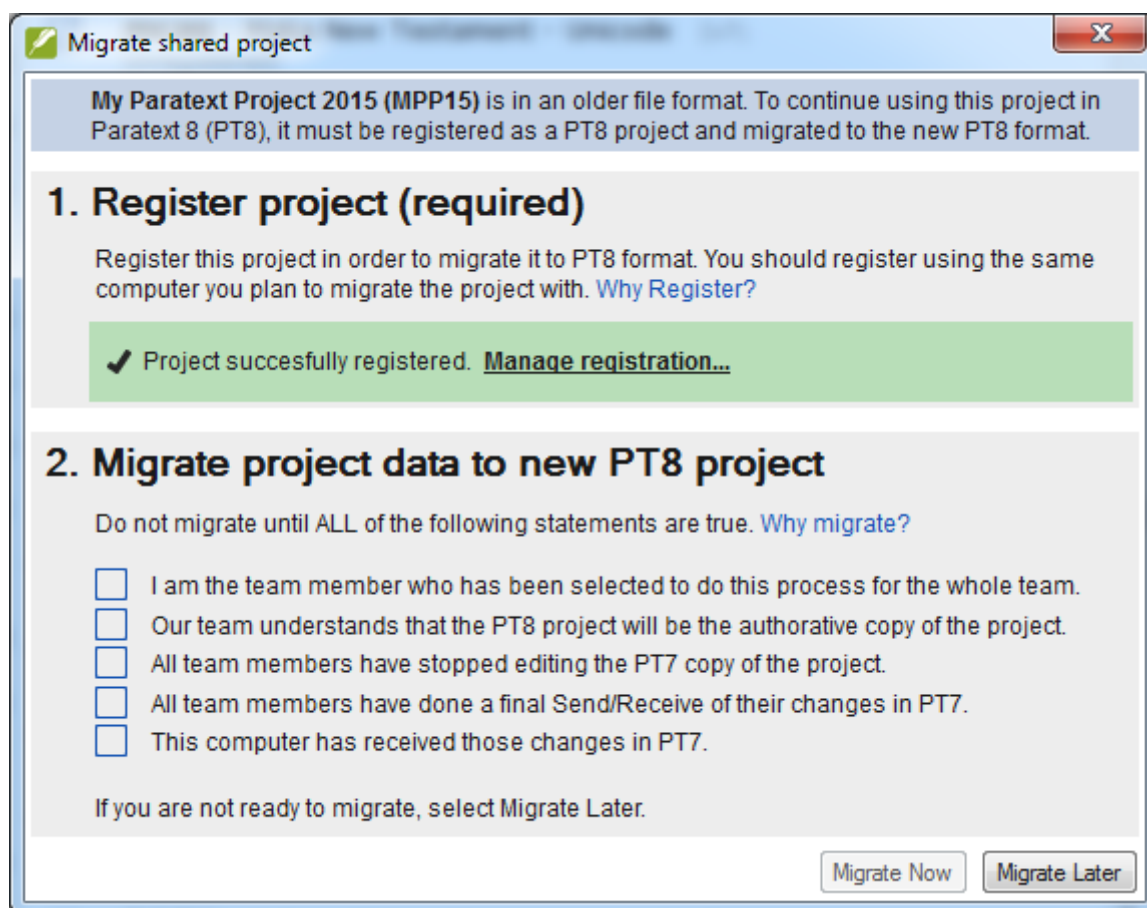 Migrate shared project
My Paratext Project 2015 (MPP15) is in an older file format. To continue using this project in
Paratext 8 (PT8), it must be registered as a PT8 project and migrated to the new PT8 format.
1. Register project (required)
Register this project in order to migrate it to PT8 format. You should register using the same
computer you plan to migrate the project with. Why Register?
Project succesfully registered. Manage registration...
2. Migrate project data to new PT8 project
Do not migrate until ALL of the following statements are true. Why migrate?
I am the team member who has been selected to do this process for the whole team.
Our team understands that the PT8 project will be the authorative copy of the project.
All team members have stopped editing the PT7 copy of the project.
All team members have done a final Send/Receive of their changes in PT7.
This computer has received those changes in PT7.
If you are not ready to migrate, select Migrate Later.
Migrate Now Migrate Later